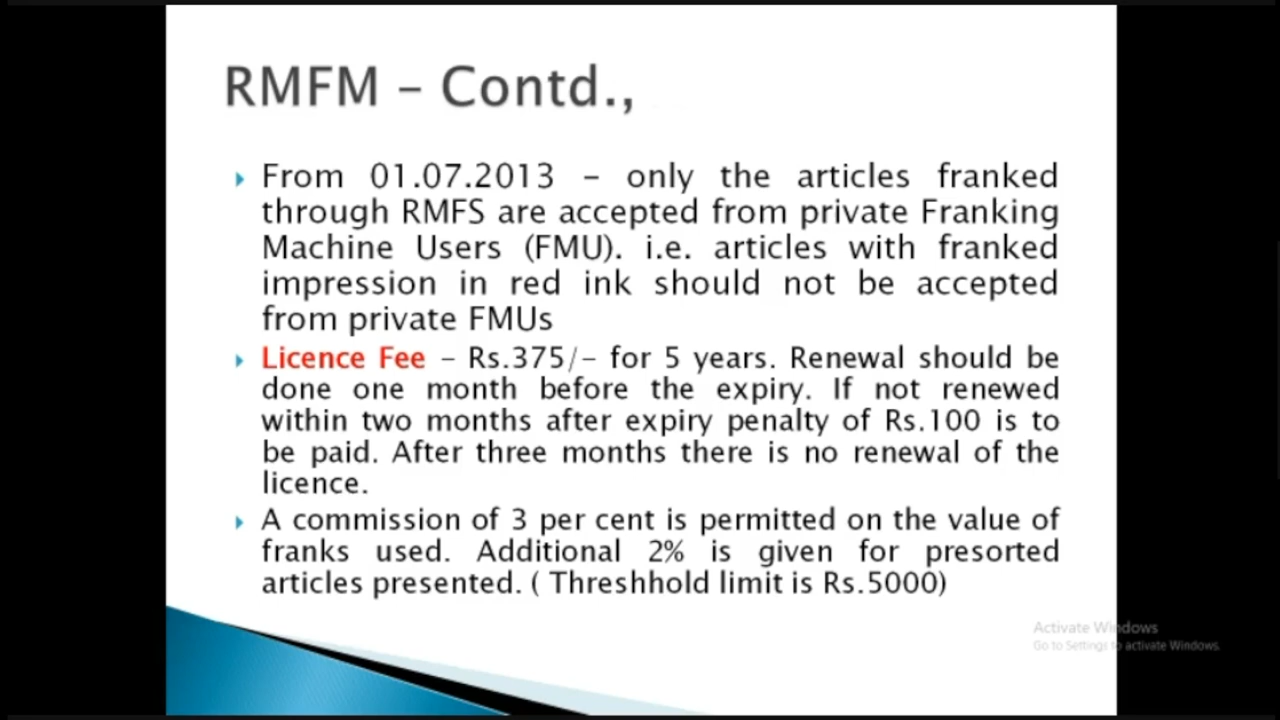 RMFM – Contd.,
From 01.07.2013 – only the articles franked
through RMFS are accepted from private Franking
Machine Users (FMU). i.e. articles with franked
impression in red ink should not be accepted
from private FMUs
Licence Fee – Rs.375/– for 5 years. Renewal should be
done one month before the expiry. If not renewed
within two months after expiry penalty of Rs.100 is to
be paid. After three months there is no renewal of the
licence.
A commission of 3 per cent is permitted on the value of
franks used. Additional 2% is given for presorted
articles presented. ( Threshhold limit is Rs.5000)
Activate Windows
Go to Settings to activate Windows.